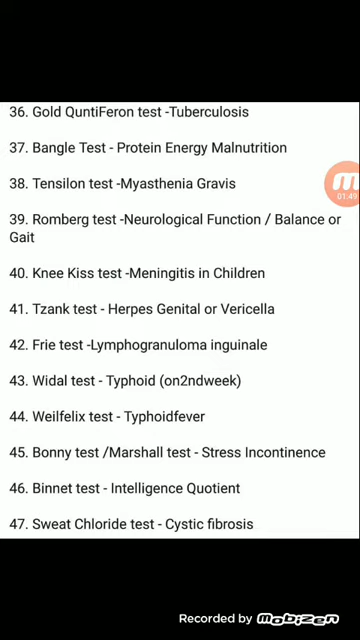 36. Gold QuntiFeron test -Tuberculosis
37. Bangle Test - Protein Energy Malnutrition
38. Tensilon test -Myasthenia Gravis
39. Romberg test -Neurological Function / Balance or
Gait
40. Knee Kiss test -Meningitis in Children
41. Tzank test - Herpes Genital or Vericella
42. Frie test -Lymphogranuloma inguinale
43. Widal test - Typhoid (on2ndweek)
44. Weilfelix test - Typhoidfever
45. Bonny test /Marshall test - Stress Incontinence
46. Binnet test - Intelligence Quotient
47. Sweat Chloride test - Cystic fibrosis
01:49
Recorded by mobizen